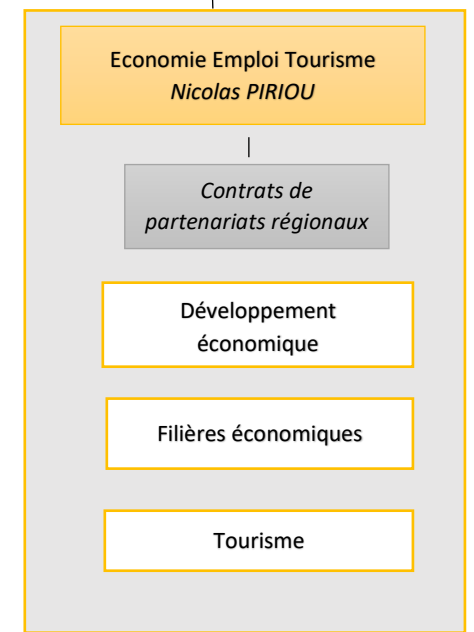 Economie Emploi Tourisme
Nicolas PIRIOU
Contrats de
partenariats régionaux
Développement
économique
Filières économiques
Tourisme